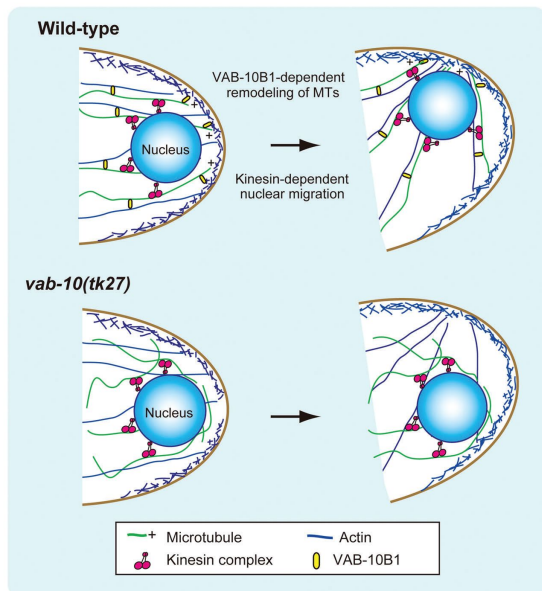 Wild-type
VAB-10B1-dependent
remodeling of MTs
Nucleus
Kinesin-dependent
nuclear migration
vab-10(tk27)
Nucleus
+ Microtubule
Actin
Kinesin complex
VAB-10B1